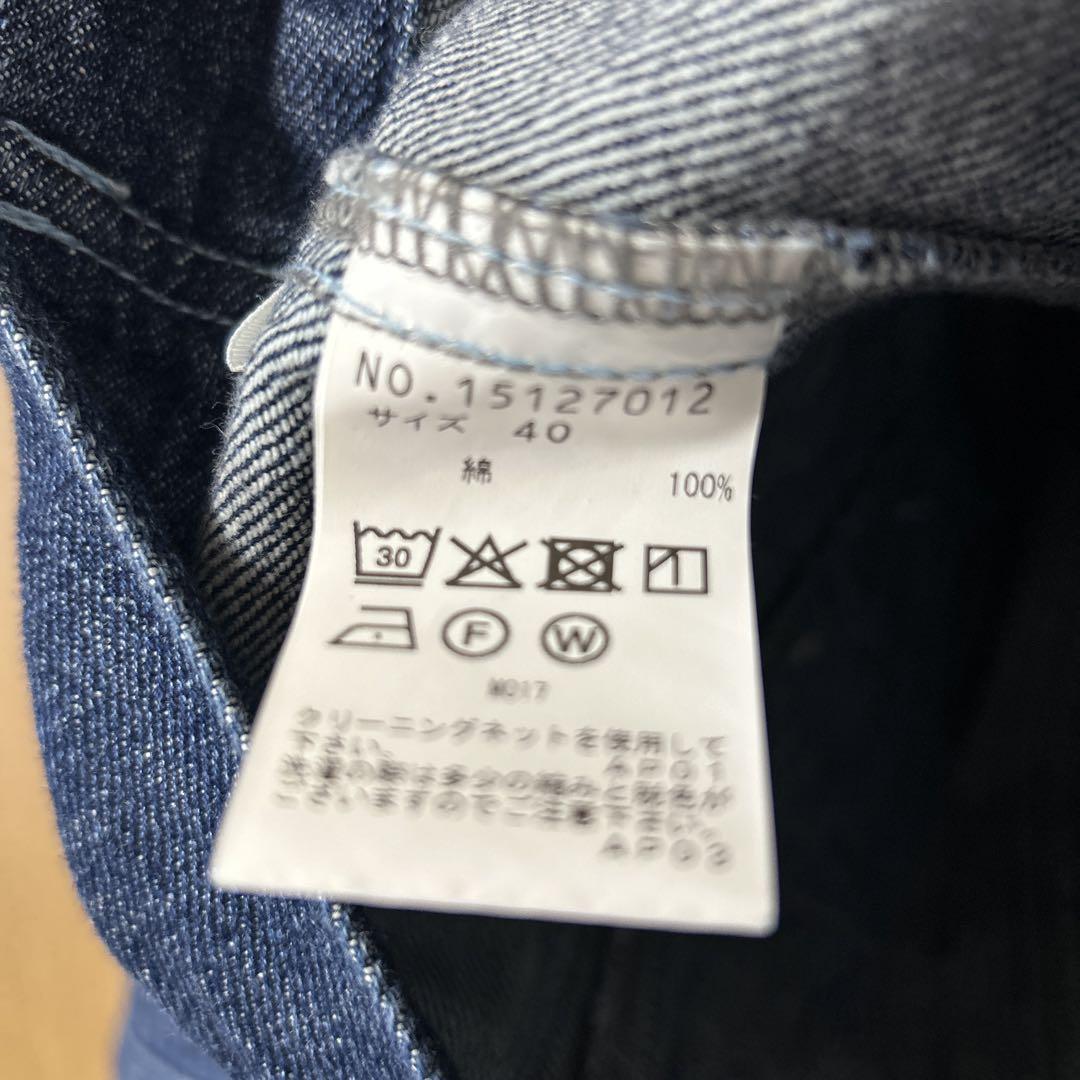 NO.15127012
サイズ 40
綿 100%
30
F W
M017
クリーニングネットを使用して
下さい。 AP01
洗濯の際は多少の縮みと脱色が
ございますのでご注意下さい。
AP03